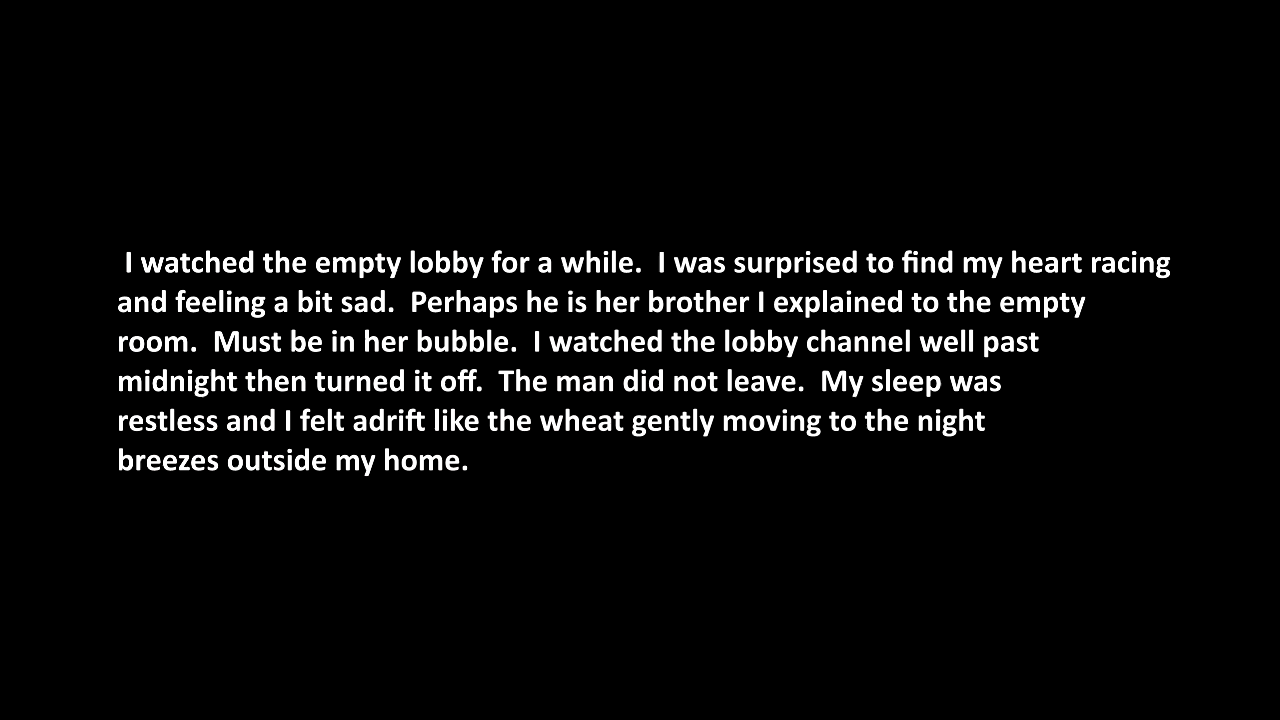 I watched the empty lobby for a while.  I was surprised to find my heart racing
and feeling a bit sad.  Perhaps he is her brother I explained to the empty
room.  Must be in her bubble.  I watched the lobby channel well past
midnight then turned it off.  The man did not leave.  My sleep was
restless and I felt adrift like the wheat gently moving to the night
breezes outside my home.